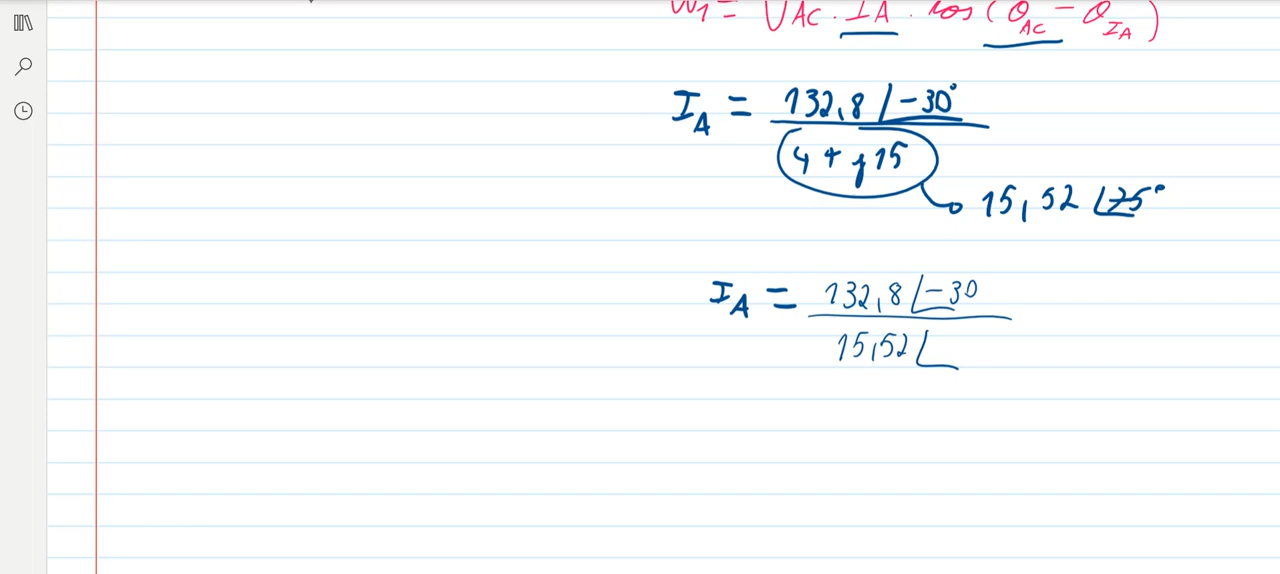 W1 = VAC . IA . cos(θAC - θIA)
IA = 132,8 ∠-30°
4 + j15
15,52 ∠75°
IA = 132,8 ∠-30
15,52 ∠